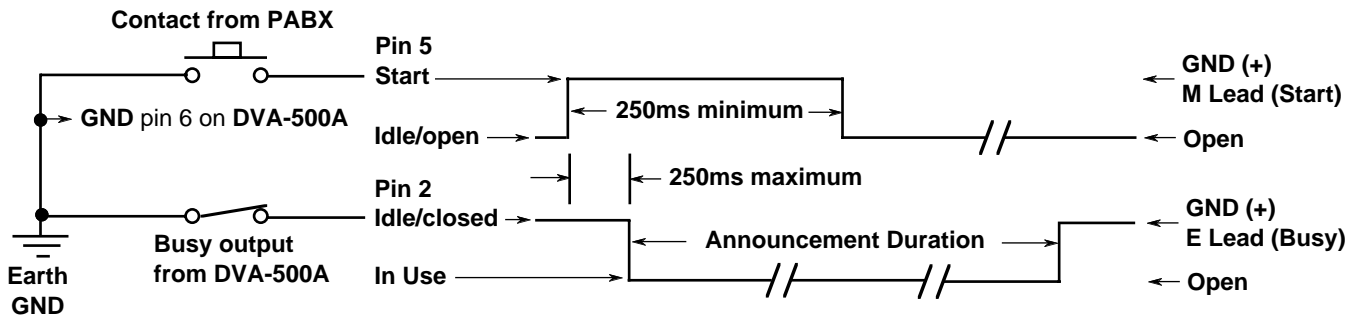 Contact from PABX
Pin 5
Start
GND (+)
M Lead (Start)
GND pin 6 on DVA-500A
250ms minimum
Idle/open
Open
Pin 2
250ms maximum
Idle/closed
GND (+)
E Lead (Busy)
Busy output
from DVA-500A
Announcement Duration
In Use
Open
Earth
GND